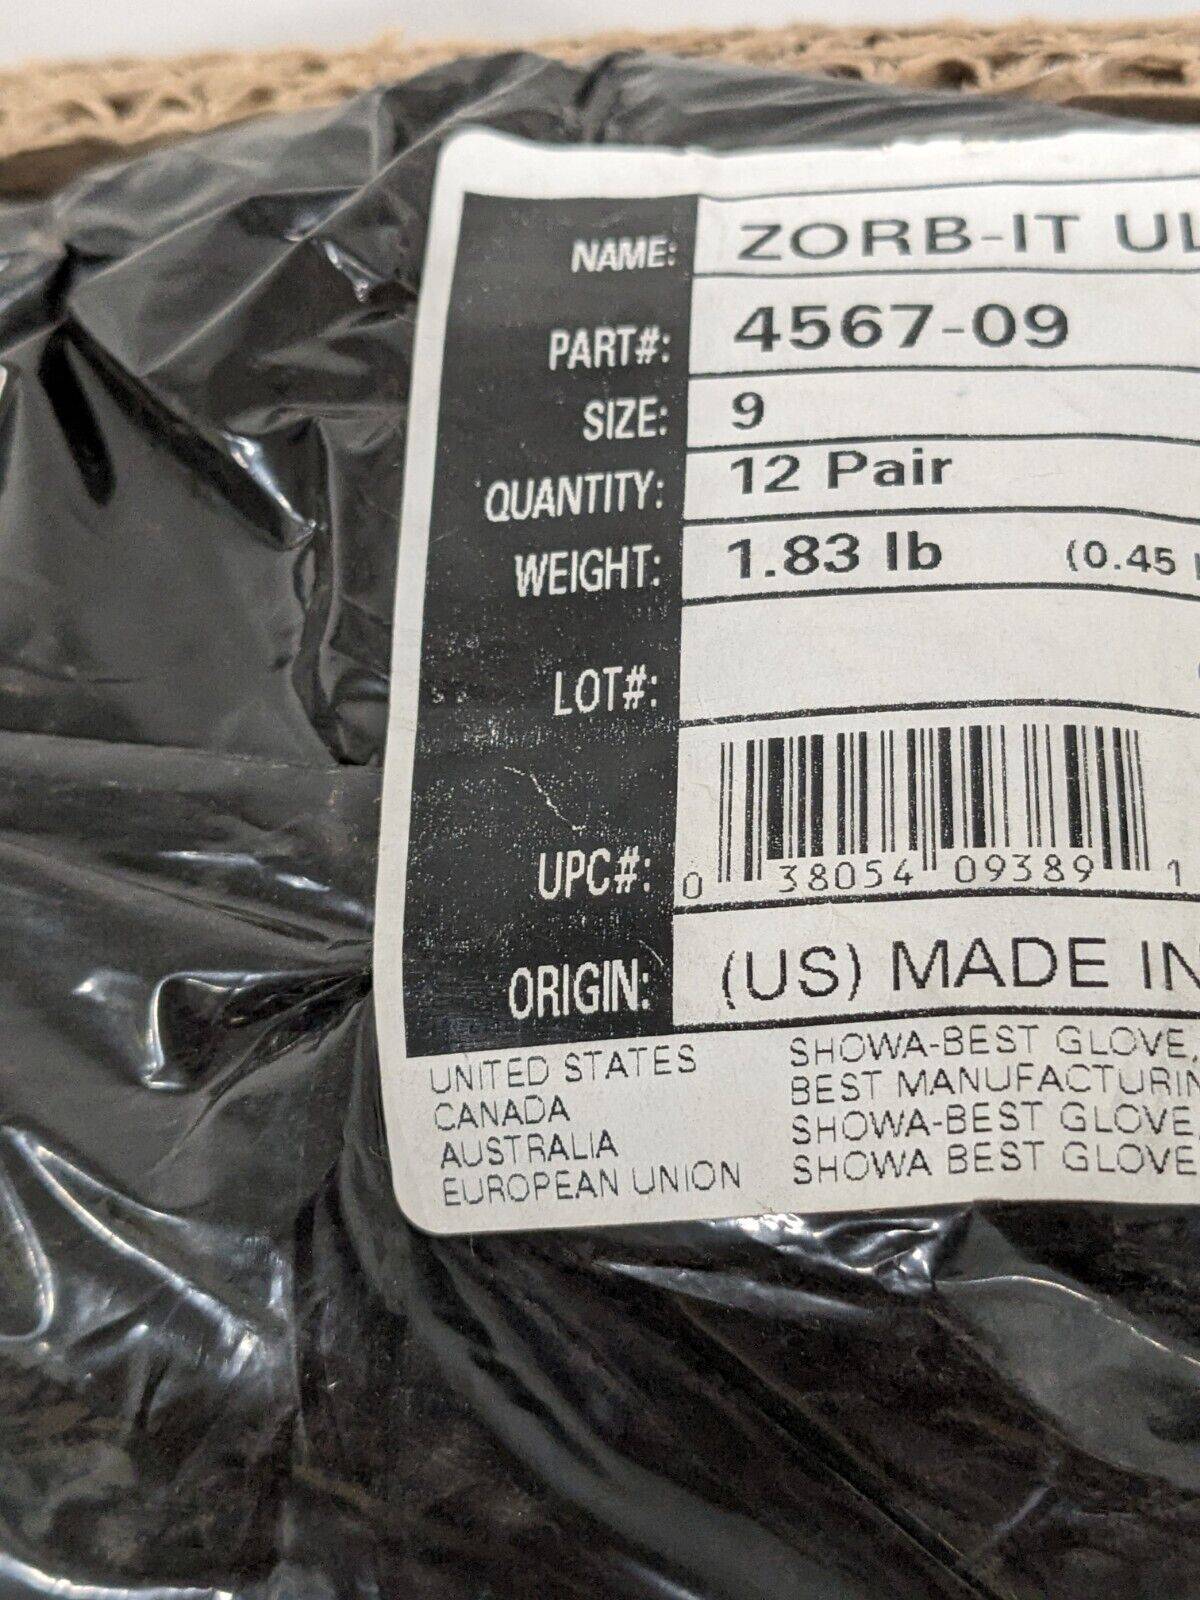 NAME: ZORB-IT UL
PART#: 4567-09
SIZE: 9
QUANTITY: 12 Pair
WEIGHT: 1.83 lb (0.45
LOT#:
UPC#: 0 38054 09389 1
ORIGIN: (US) MADE IN
UNITED STATES SHOWA-BEST GLOVE,
CANADA BEST MANUFACTURIN
AUSTRALIA SHOWA-BEST GLOVE,
EUROPEAN UNION SHOWA BEST GLOVE